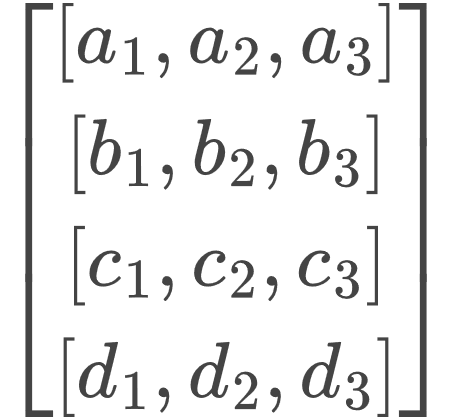 [a₁, a₂, a₃]
[b₁, b₂, b₃]
[c₁, c₂, c₃]
[d₁, d₂, d₃]